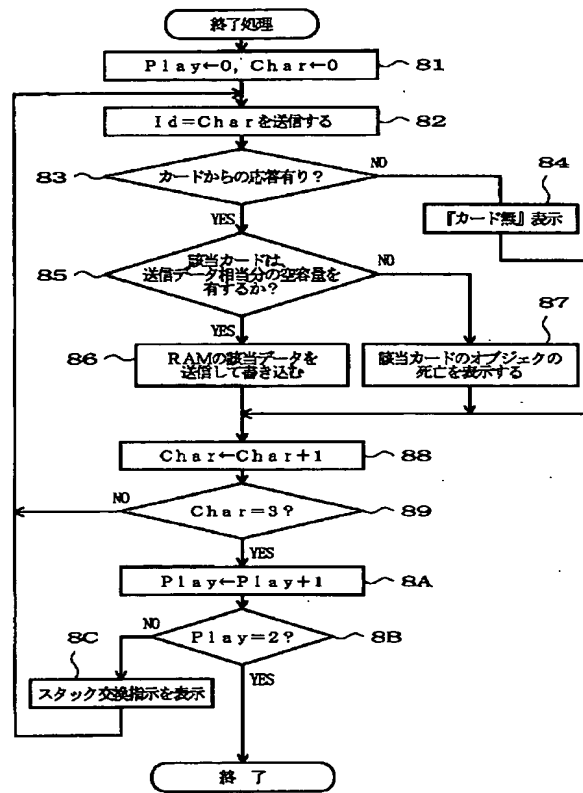 終了処理
Play←0, Char←0
81
Id=Charを送信する
82
83
カードからの応答有り?
NO
84
『カード無』表示
YES
85
該当カードは、
送信データ相当分の空容量を
有するか?
NO
87
YES
86
RAMの該当データを
送信して書き込む
該当カードのオブジェクの
死亡を表示する
Char←Char+1
88
NO
Char=3?
89
YES
Play←Play+1
8A
8C
NO
Play=2?
8B
スタック交換指示を表示
YES
終 了